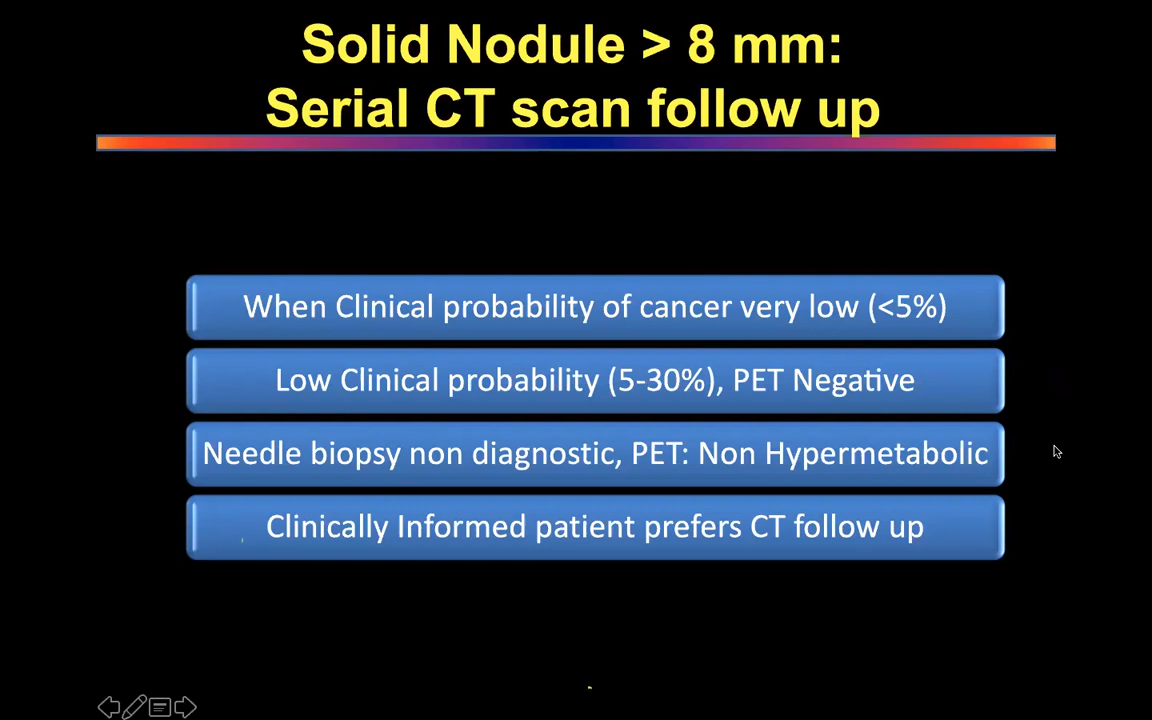 Solid Nodule > 8 mm:
Serial CT scan follow up
When Clinical probability of cancer very low (<5%)
Low Clinical probability (5-30%), PET Negative
Needle biopsy non diagnostic, PET: Non Hypermetabolic
Clinically Informed patient prefers CT follow up